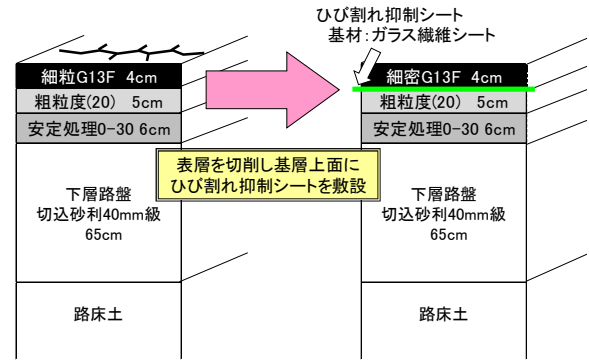 ひび割れ抑制シート
基材：ガラス繊維シート
細粒G13F 4cm
粗粒度(20) 5cm
安定処理0-30 6cm
下層路盤
切込砂利40mm級
65cm
路床土
表層を切削し基層上面に
ひび割れ抑制シートを敷設
細密G13F 4cm
粗粒度(20) 5cm
安定処理0-30 6cm
下層路盤
切込砂利40mm級
65cm
路床土